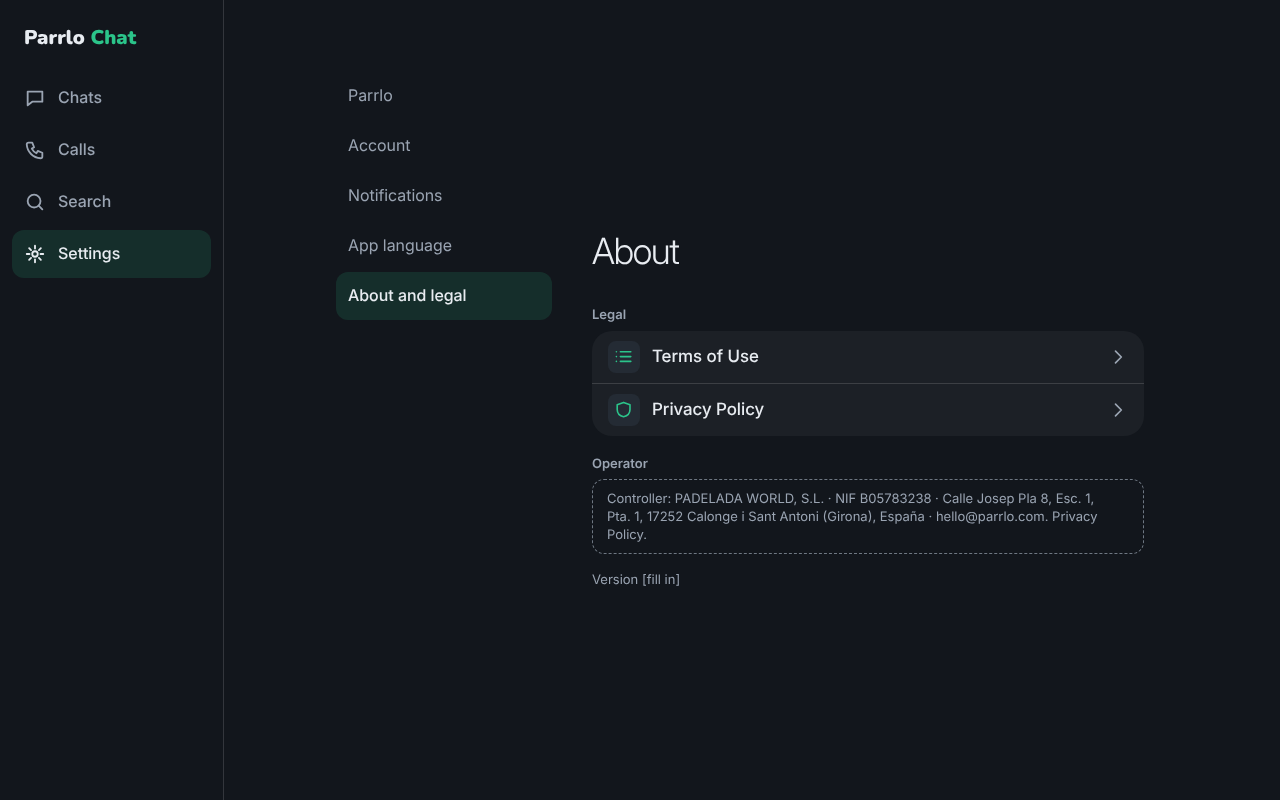 Parrlo Chat
Chats
Calls
Search
Settings
Parrlo
Account
Notifications
App language
About and legal
About
Legal
Terms of Use
Privacy Policy
Operator
Controller: PADELADA WORLD, S.L. · NIF B05783238 · Calle Josep Pla 8, Esc. 1,
Pta. 1, 17252 Calonge i Sant Antoni (Girona), España · hello@parrlo.com. Privacy
Policy.
Version [fill in]